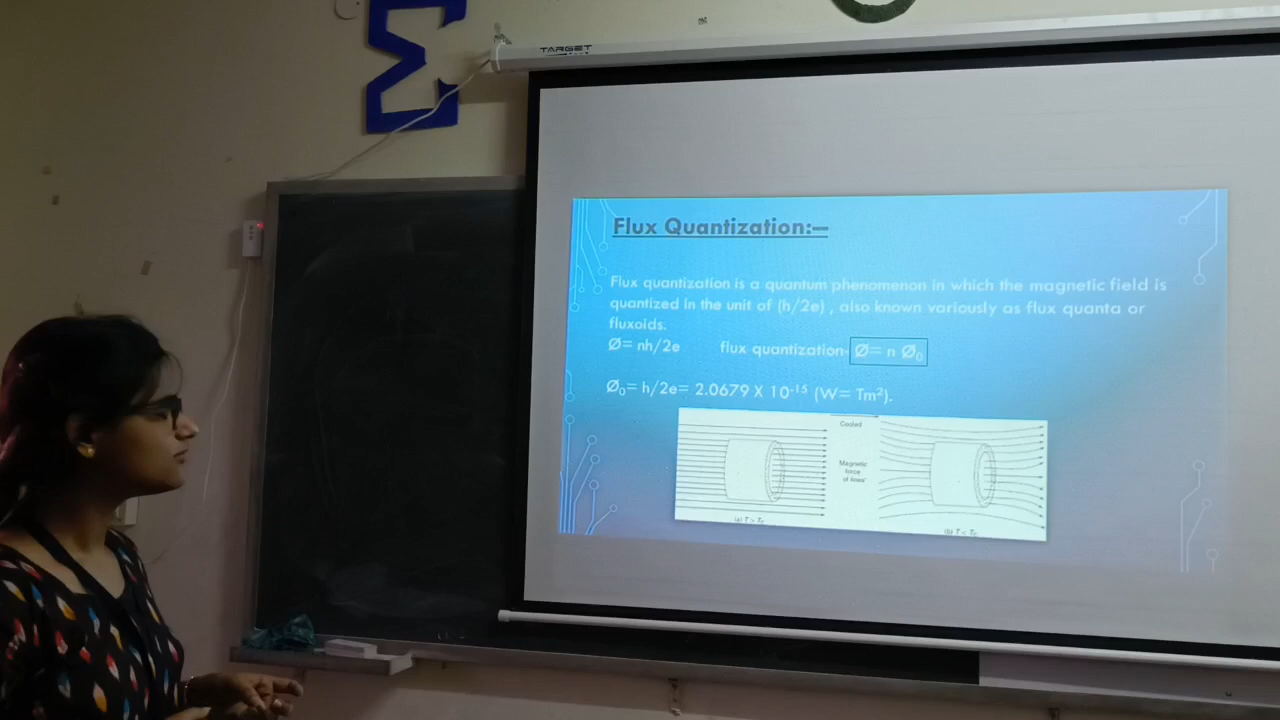 TARGET
Flux Quantization:—
Flux quantization is a quantum phenomenon in which the magnetic field is
quantized in the unit of (h/2e) , also known variously as flux quanta or
fluxoids.
Ø= nh/2e flux quantization- Ø= n Ø₀
Ø₀= h/2e= 2.0679 X 10⁻¹⁵ (W= Tm²).
Cooled
Magnetic
force
of lines
(a) T > Tc
(b) T < Tc